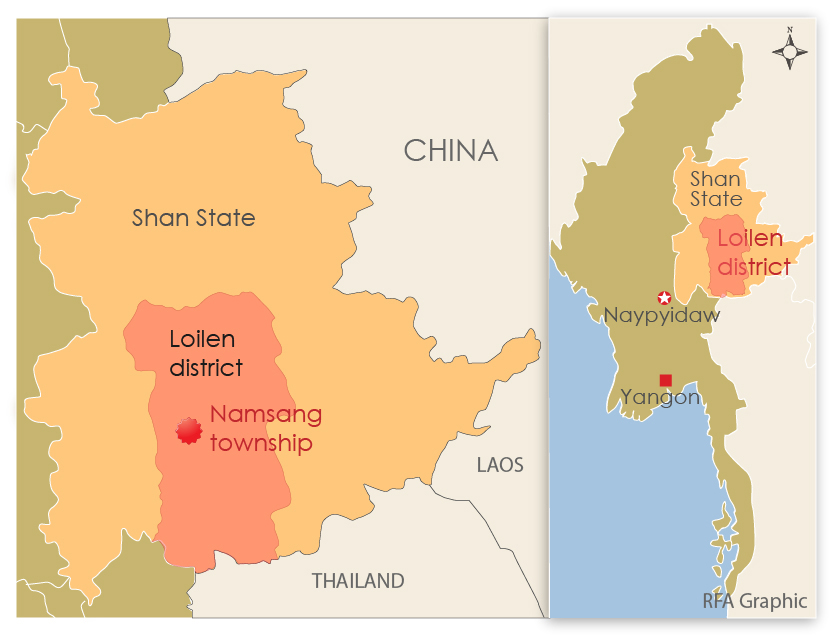 CHINA
Shan State
Loilen
district
Namsang
township
LAOS
THAILAND
N
Shan
State
Loilen
district
Naypyidaw
Yangon
RFA Graphic